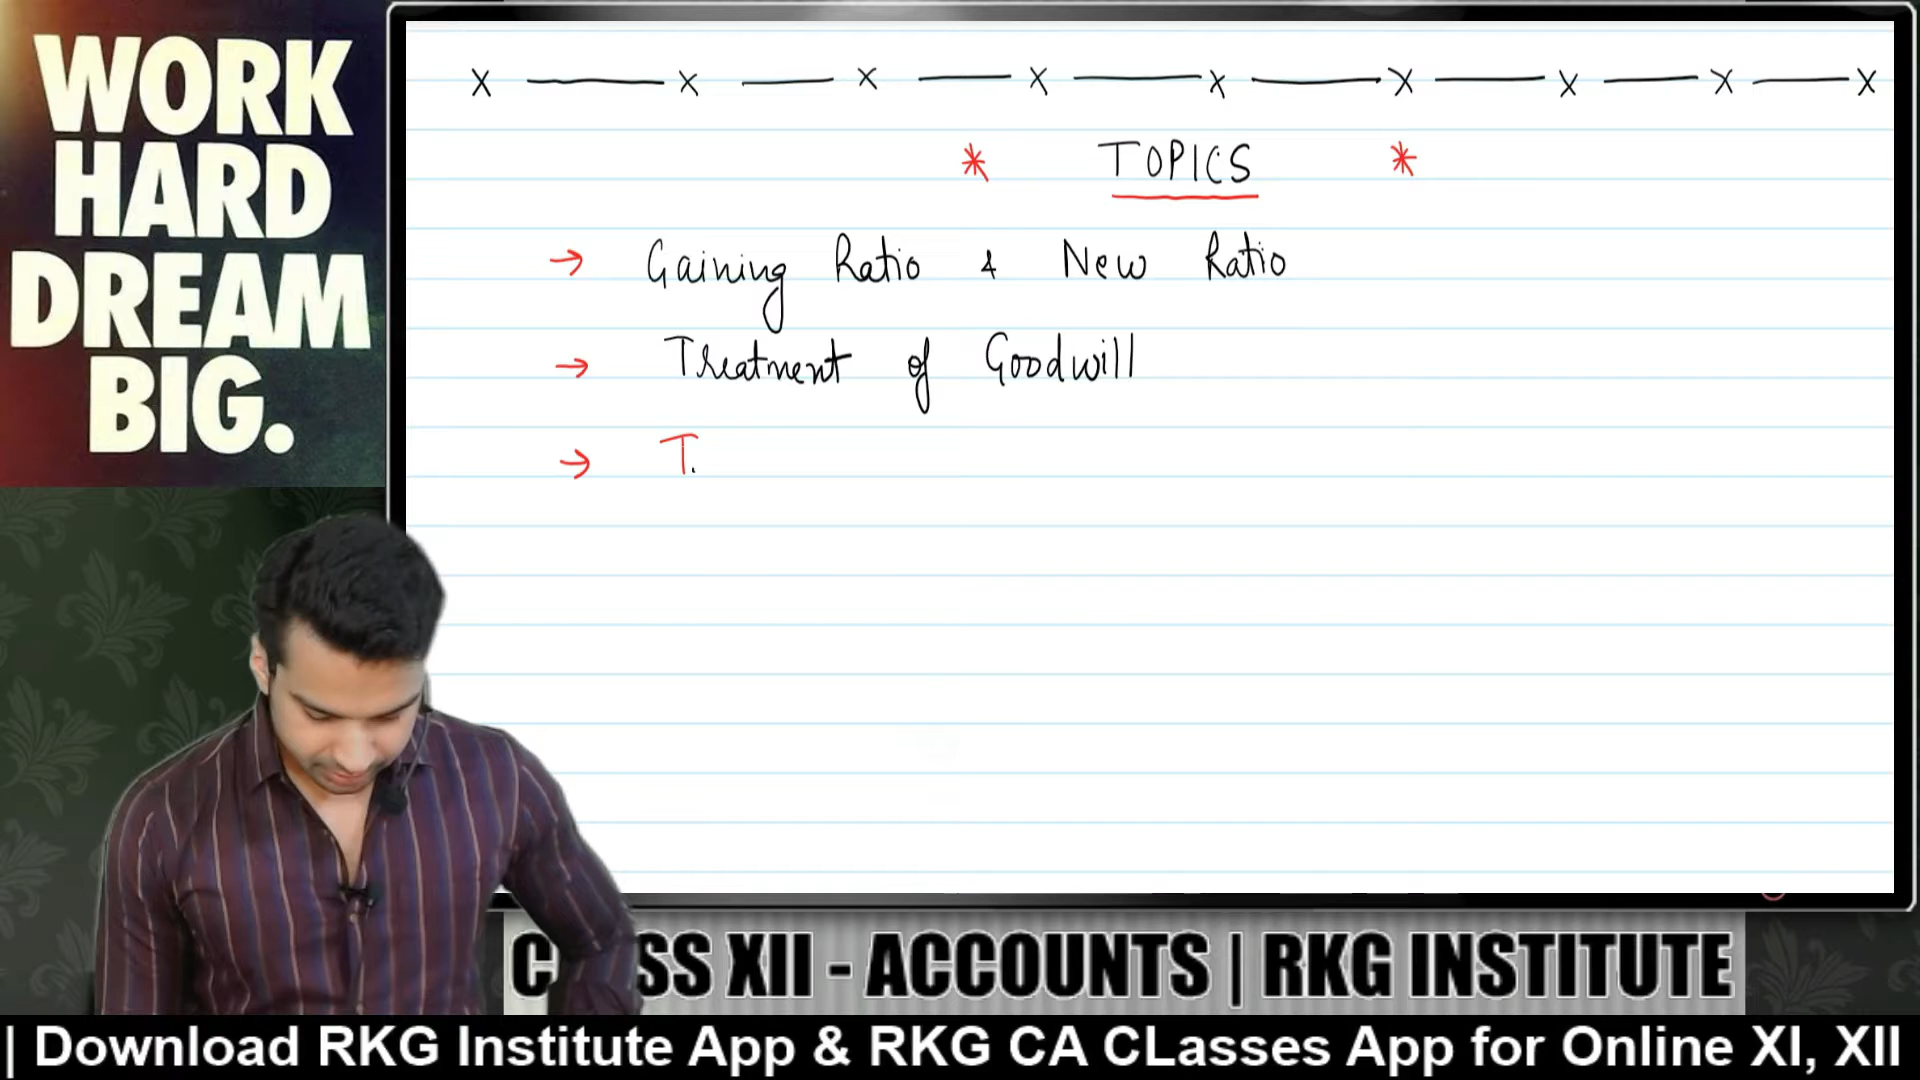 WORK
HARD
DREAM
BIG.
x — x — x — x — x — x — x — x — x
* TOPICS *
→ Gaining Ratio & New Ratio
→ Treatment of Goodwill
→ T.
SS XII - ACCOUNTS | RKG INSTITUTE
| Download RKG Institute App & RKG CA CLasses App for Online XI, XII